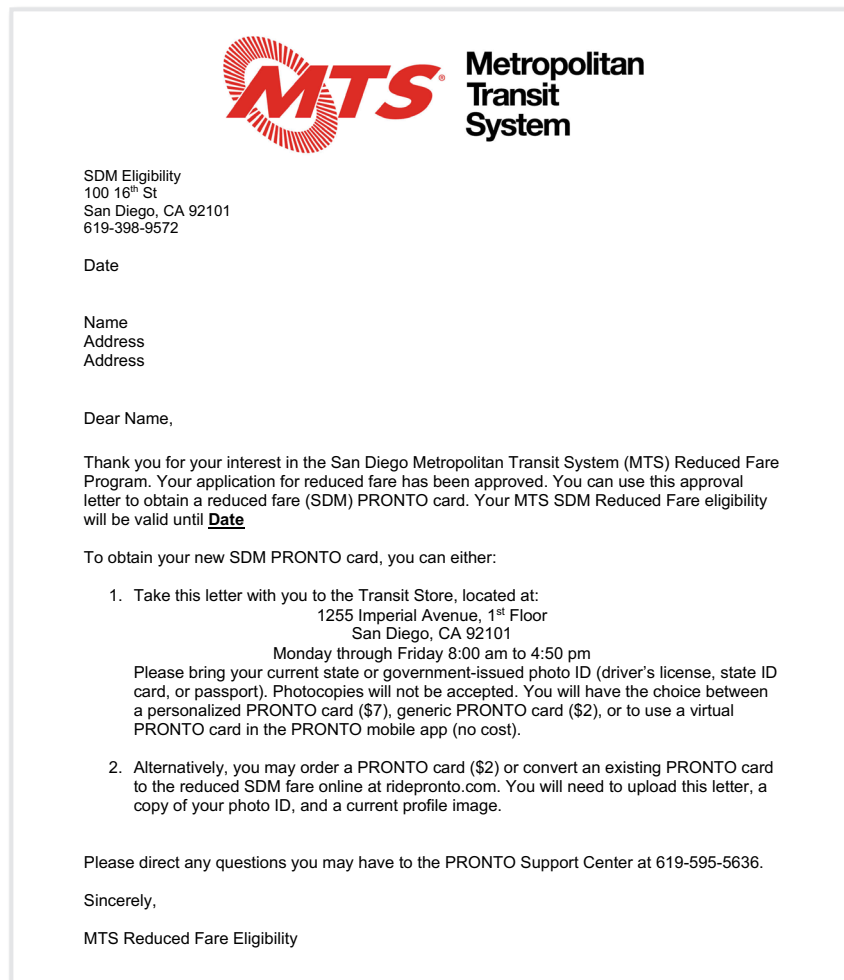 MTS®
Metropolitan
Transit
System
SDM Eligibility
100 16th St
San Diego, CA 92101
619-398-9572
Date
Name
Address
Address
Dear Name,
Thank you for your interest in the San Diego Metropolitan Transit System (MTS) Reduced Fare
Program. Your application for reduced fare has been approved. You can use this approval
letter to obtain a reduced fare (SDM) PRONTO card. Your MTS SDM Reduced Fare eligibility
will be valid until Date
To obtain your new SDM PRONTO card, you can either:
1. Take this letter with you to the Transit Store, located at:
1255 Imperial Avenue, 1st Floor
San Diego, CA 92101
Monday through Friday 8:00 am to 4:50 pm
Please bring your current state or government-issued photo ID (driver’s license, state ID
card, or passport). Photocopies will not be accepted. You will have the choice between
a personalized PRONTO card ($7), generic PRONTO card ($2), or to use a virtual
PRONTO card in the PRONTO mobile app (no cost).
2. Alternatively, you may order a PRONTO card ($2) or convert an existing PRONTO card
to the reduced SDM fare online at ridepronto.com. You will need to upload this letter, a
copy of your photo ID, and a current profile image.
Please direct any questions you may have to the PRONTO Support Center at 619-595-5636.
Sincerely,
MTS Reduced Fare Eligibility